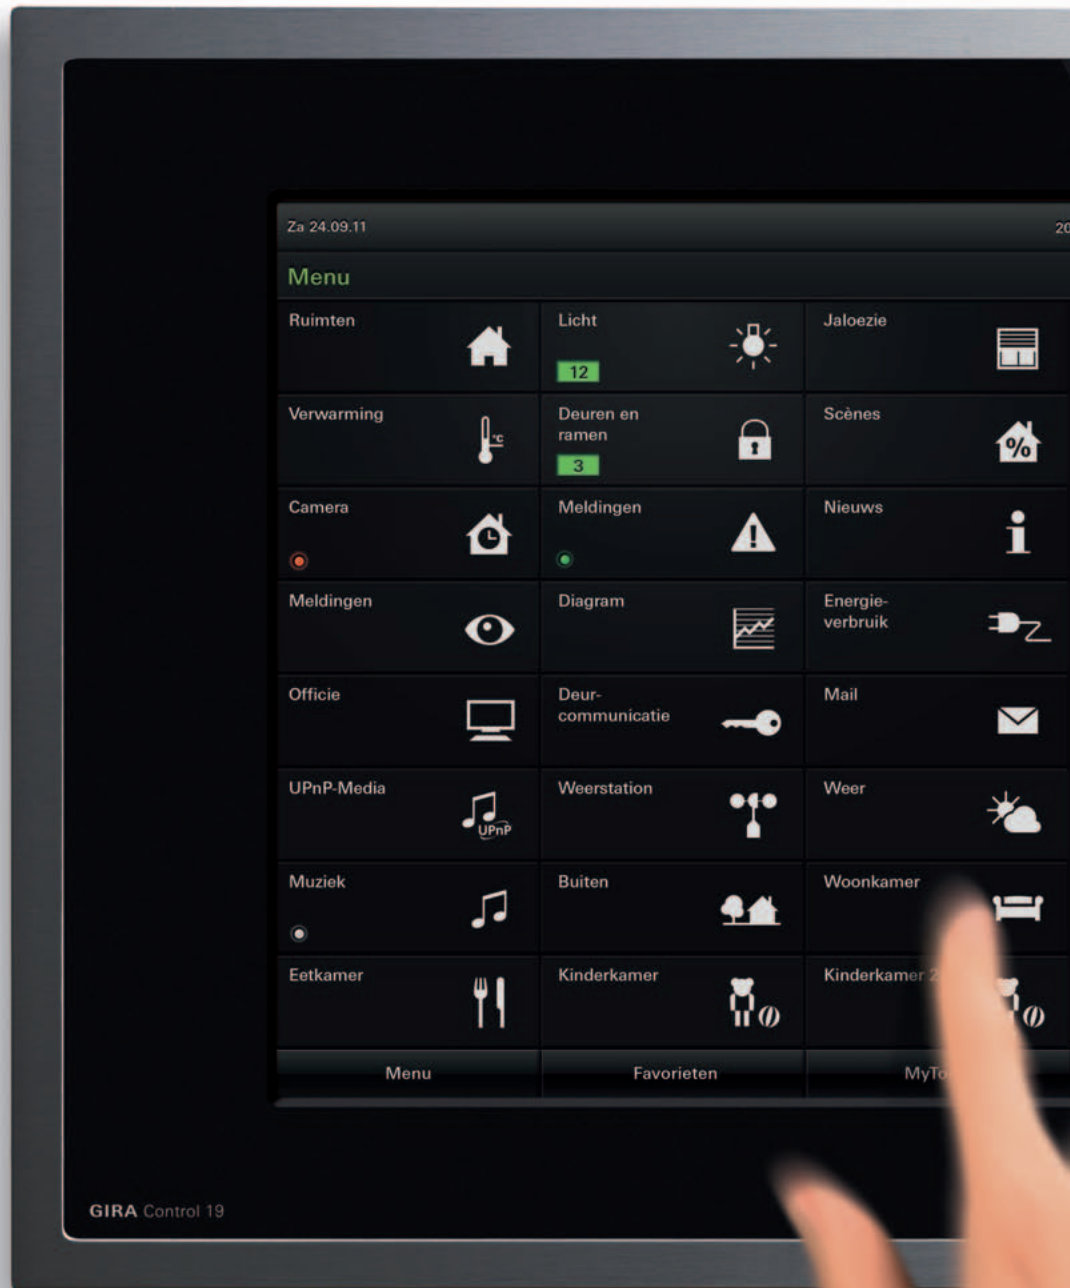 Za 24.09.11
20
Menu
Ruimten
Licht
12
Jaloezie
Verwarming
°C
Deuren en
ramen
3
Scènes
%
Camera
Meldingen
Nieuws
Meldingen
Diagram
Energie-
verbruik
Officie
Deur-
communicatie
Mail
UPnP-Media
UPnP
Weerstation
Weer
Muziek
Buiten
Woonkamer
Eetkamer
Kinderkamer
Kinderkamer 2
Menu
Favorieten
GIRA Control 19